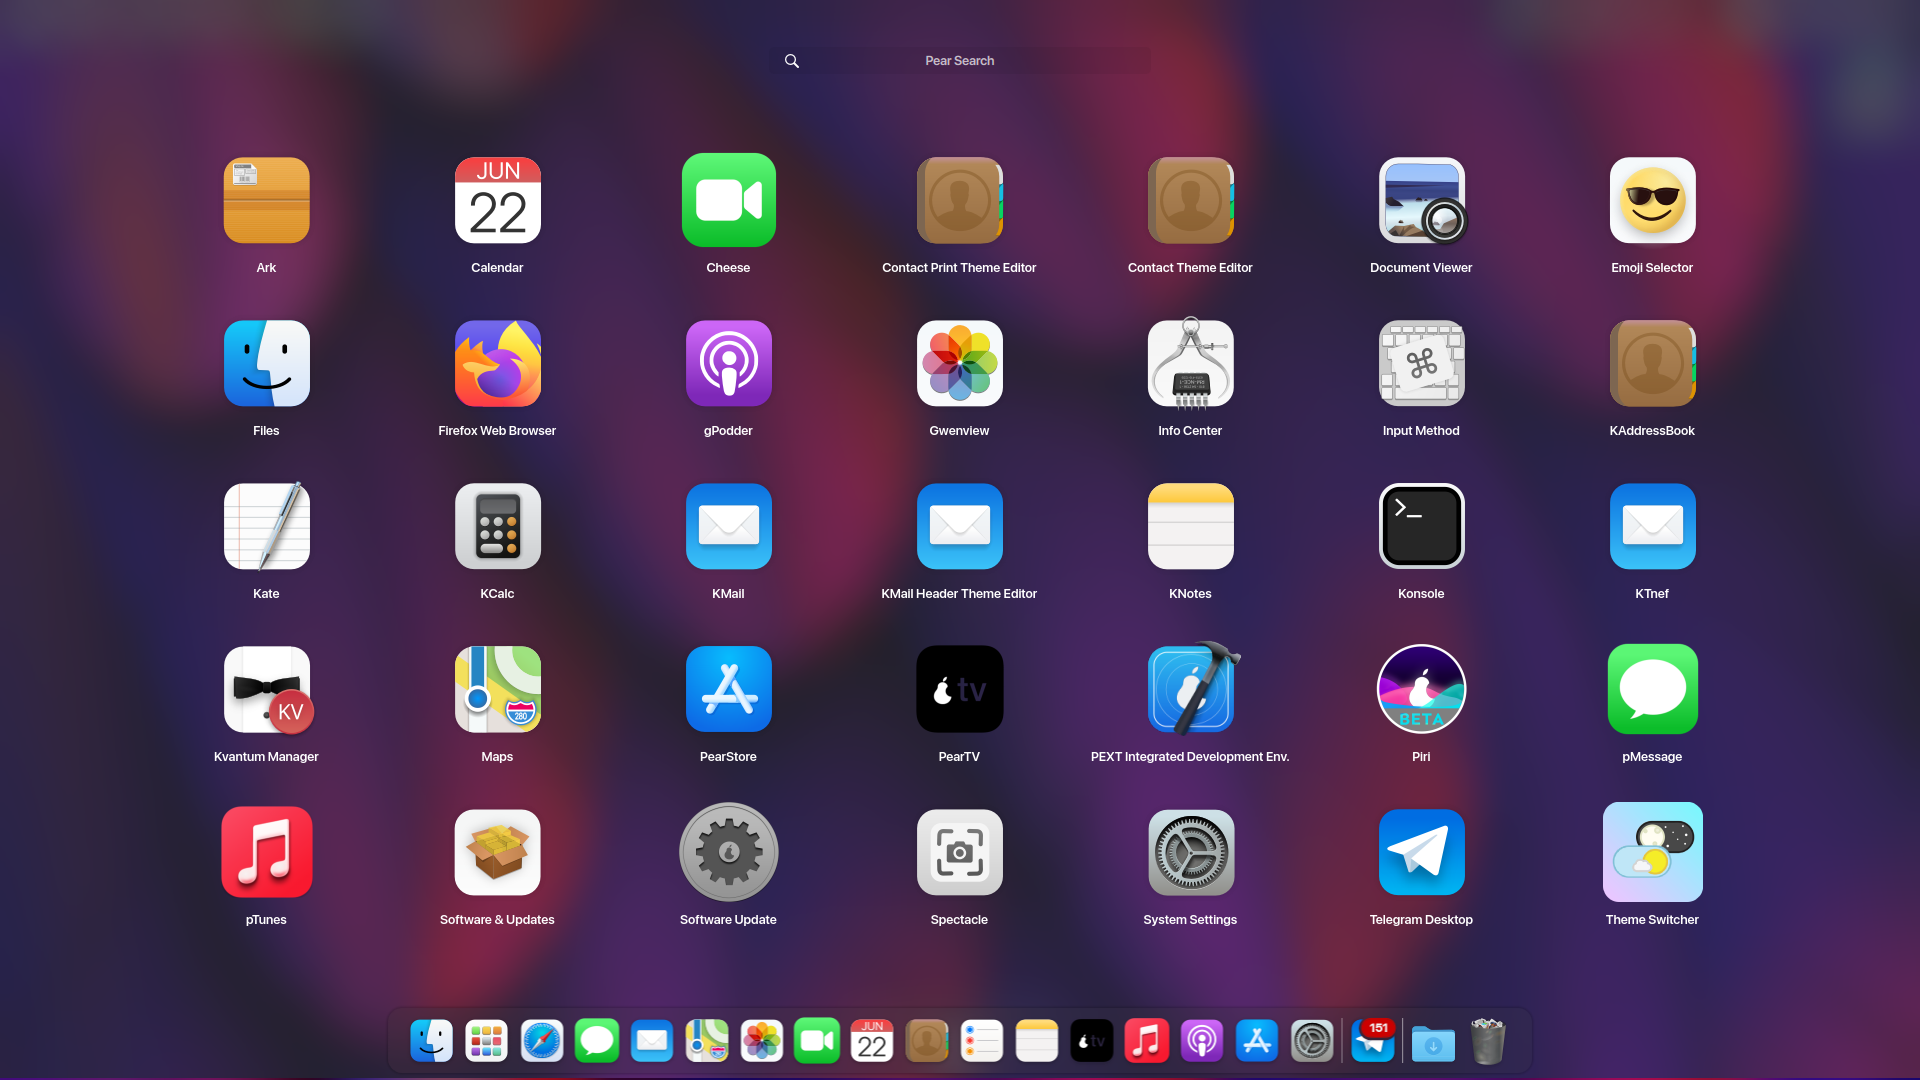 Pear Search
JUN
22
Ark
Calendar
Cheese
Contact Print Theme Editor
Contact Theme Editor
Document Viewer
Emoji Selector
Files
Firefox Web Browser
gPodder
Gwenview
Info Center
Input Method
KAddressBook
>_
Kate
KCalc
KMail
KMail Header Theme Editor
KNotes
Konsole
KTnef
KV
280
tv
BETA
Kvantum Manager
Maps
PearStore
PearTV
PEXT Integrated Development Env.
Piri
pMessage
pTunes
Software & Updates
Software Update
Spectacle
System Settings
Telegram Desktop
Theme Switcher
JUN
22
tv
151